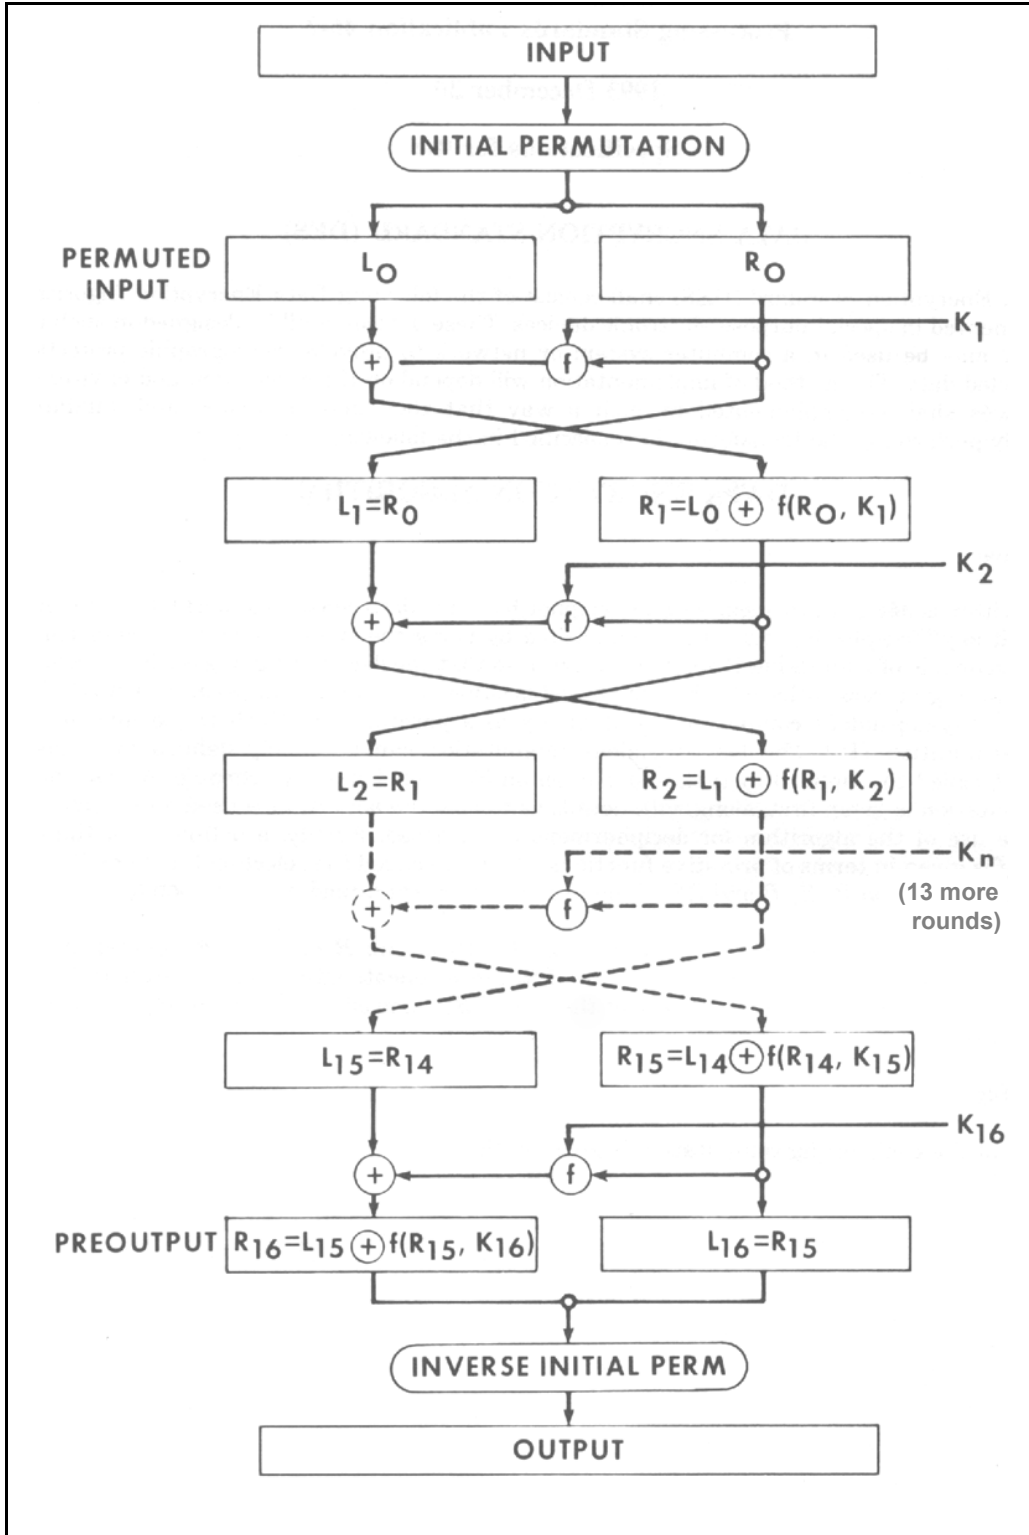 INPUT
INITIAL PERMUTATION
PERMUTED
INPUT
L₀
R₀
K₁
+
f
L₁=R₀
R₁=L₀ ⊕ f(R₀, K₁)
K₂
+
f
L₂=R₁
R₂=L₁ ⊕ f(R₁, K₂)
Kₙ
(13 more
rounds)
+
f
L₁₅=R₁₄
R₁₅=L₁₄⊕f(R₁₄, K₁₅)
K₁₆
+
f
PREOUTPUT
R₁₆=L₁₅⊕f(R₁₅, K₁₆)
L₁₆=R₁₅
INVERSE INITIAL PERM
OUTPUT